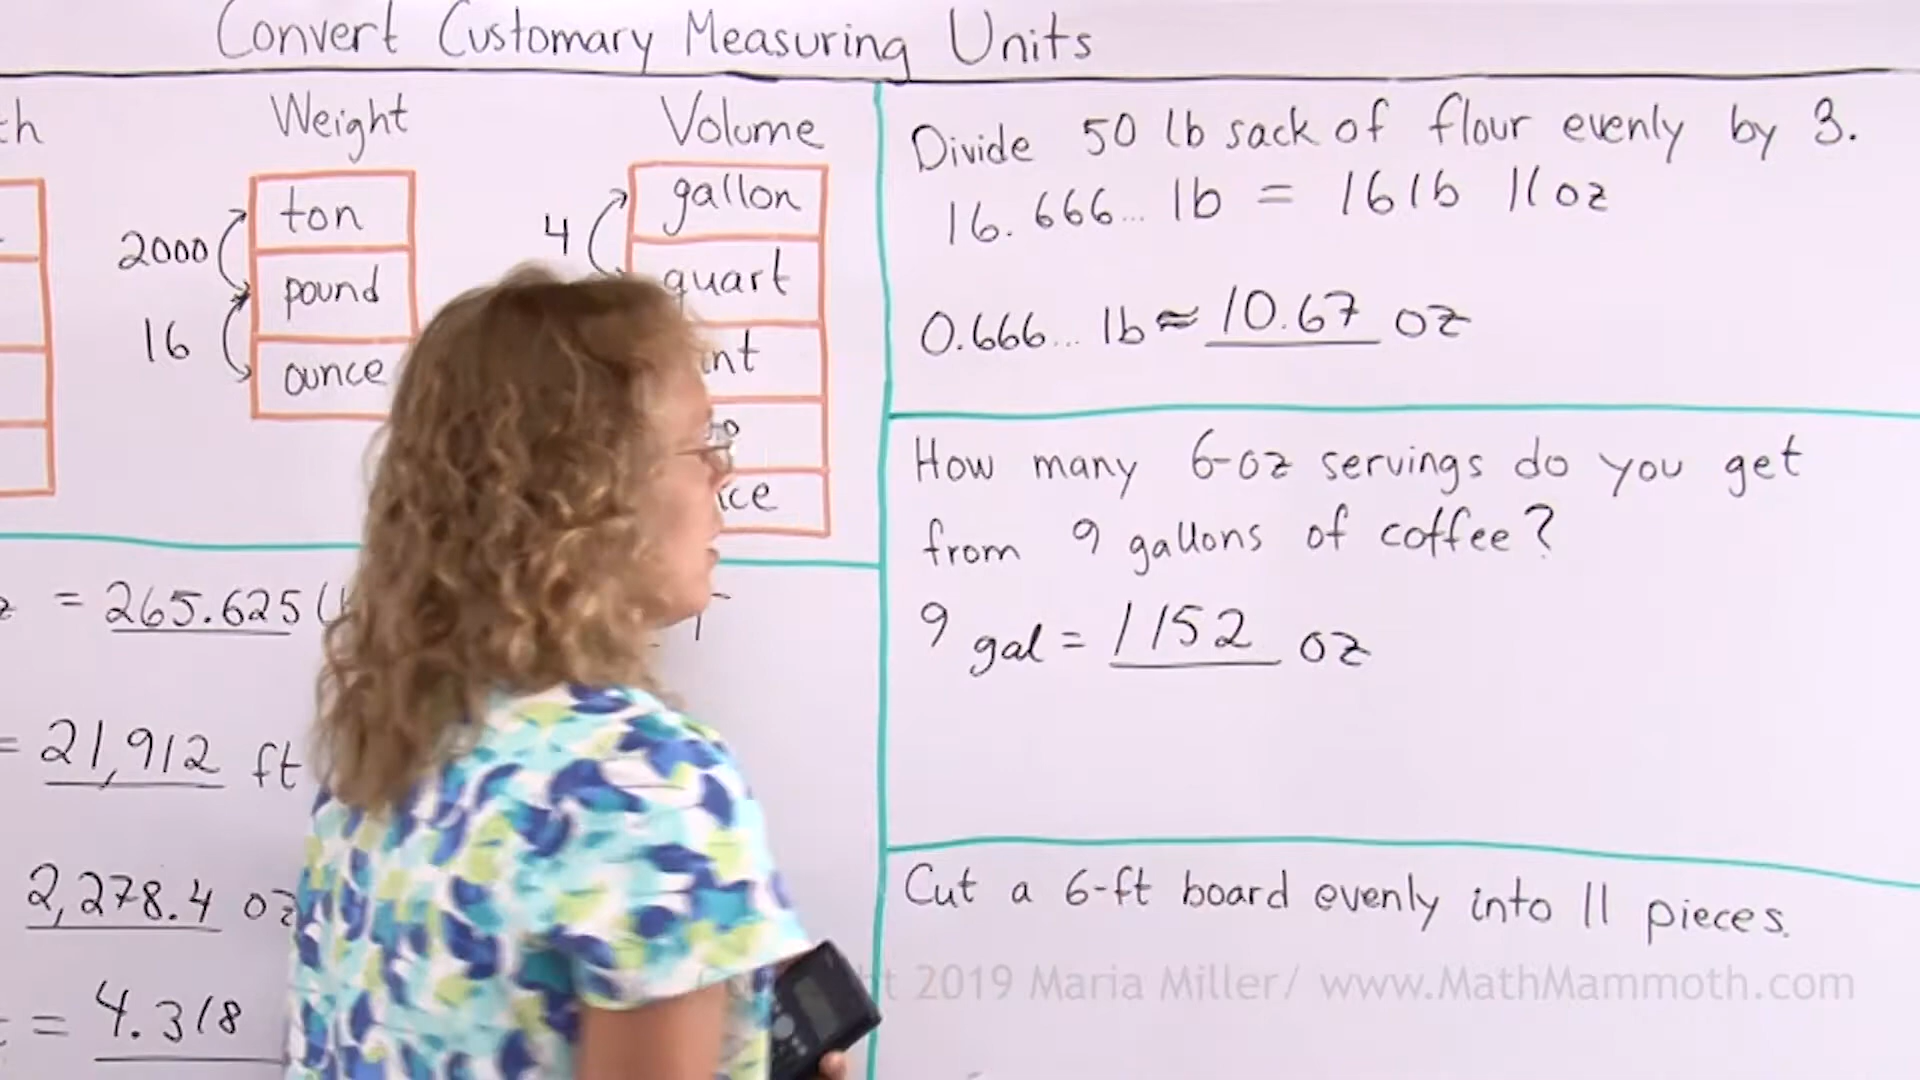 Convert Customary Measuring Units
Weight
ton
pound
ounce
2000
16
Volume
gallon
quart
4
= 265.625
= 21,912 ft
2,278.4 oz
= 4.318
Divide 50 lb sack of flour evenly by 3.
16.666... lb = 16 lb 11 oz
0.666... lb ≈ 10.67 oz
How many 6-oz servings do you get
from 9 gallons of coffee?
9 gal = 1152 oz
Cut a 6-ft board evenly into 11 pieces.
2019 Maria Miller/ www.MathMammoth.com